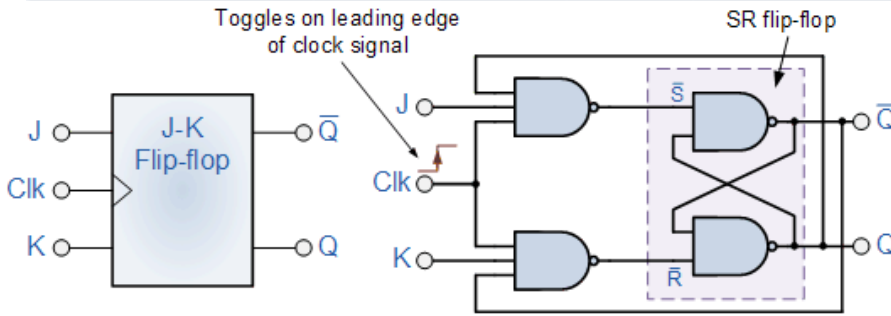 Toggles on leading edge
of clock signal
SR flip-flop
J
Clk
K
J-K
Flip-flop
Q̅
Q
J
Clk
K
S̅
R̅
Q̅
Q